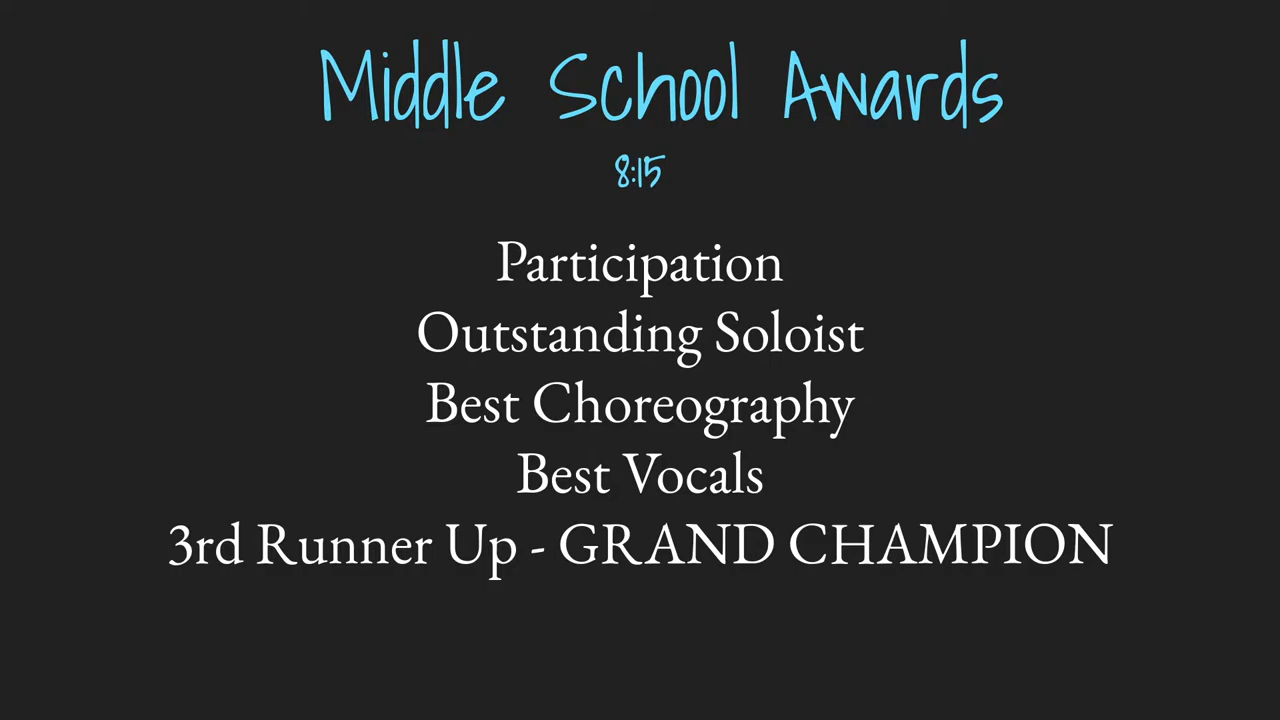 Middle School Awards
8:15
Participation
Outstanding Soloist
Best Choreography
Best Vocals
3rd Runner Up - GRAND CHAMPION